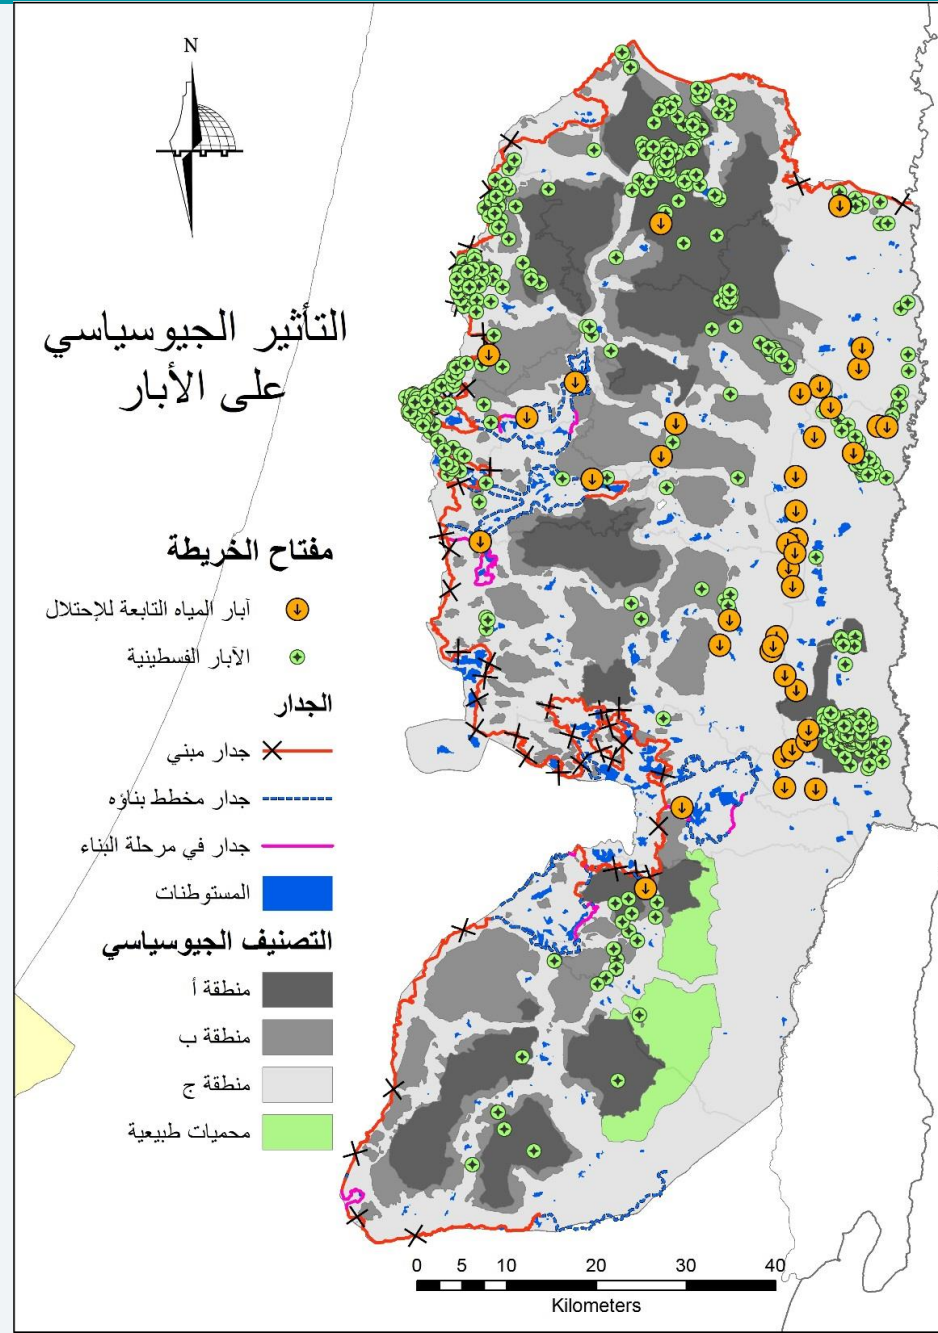 N
التأثير الجيوسياسي
على الأبار
مفتاح الخريطة
آبار المياه التابعة للإحتلال
الآبار الفسطينية
الجدار
جدار مبني
جدار مخطط بناؤه
جدار في مرحلة البناء
المستوطنات
التصنيف الجيوسياسي
منطقة أ
منطقة ب
منطقة ج
محميات طبيعية
0 5 10 20 30 40
Kilometers